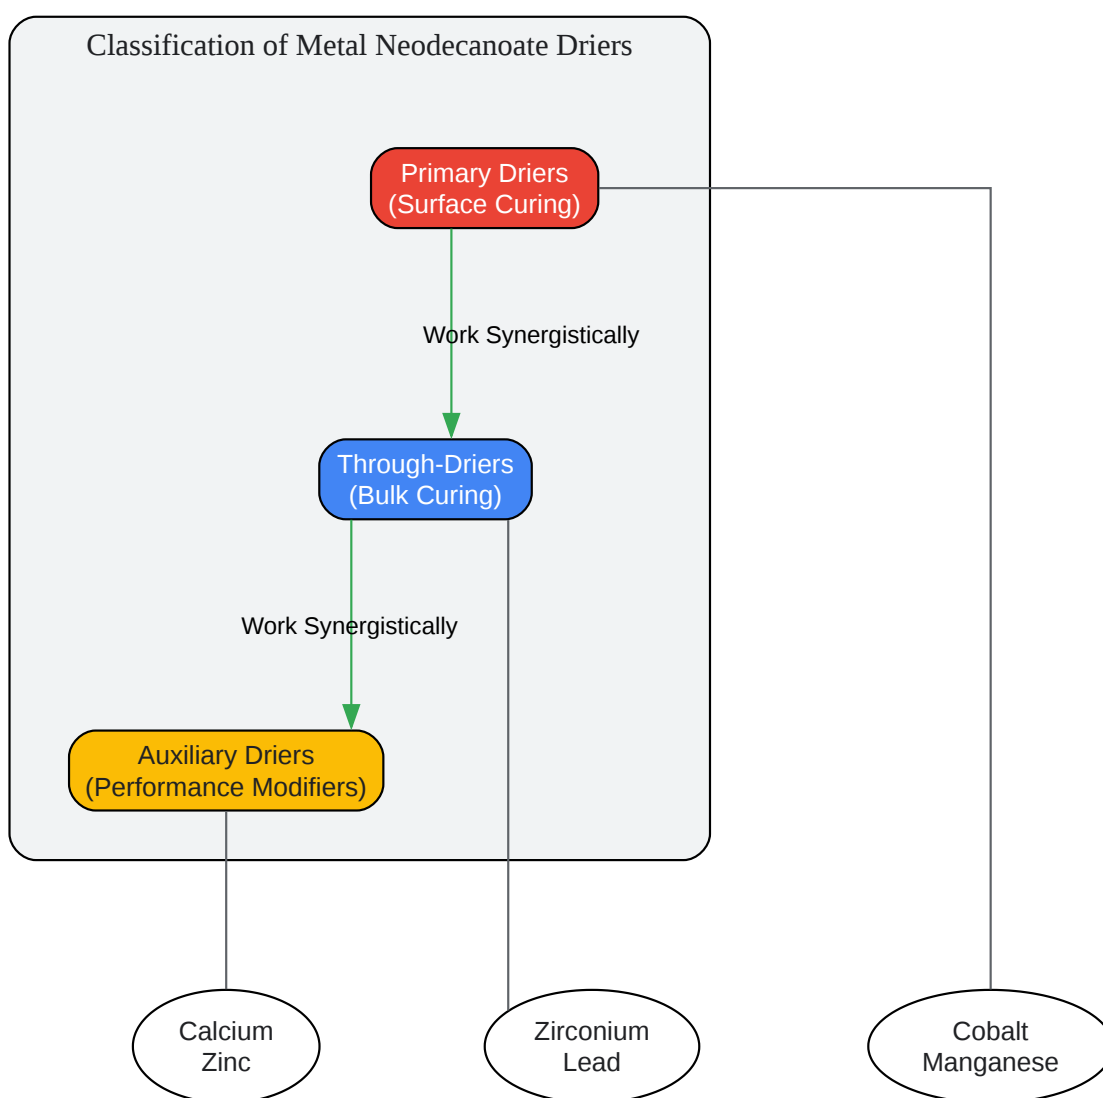 Classification of Metal Neodecanoate Driers
Primary Driers
(Surface Curing)
Work Synergistically
Through-Driers
(Bulk Curing)
Work Synergistically
Auxiliary Driers
(Performance Modifiers)
Calcium
Zinc
Zirconium
Lead
Cobalt
Manganese